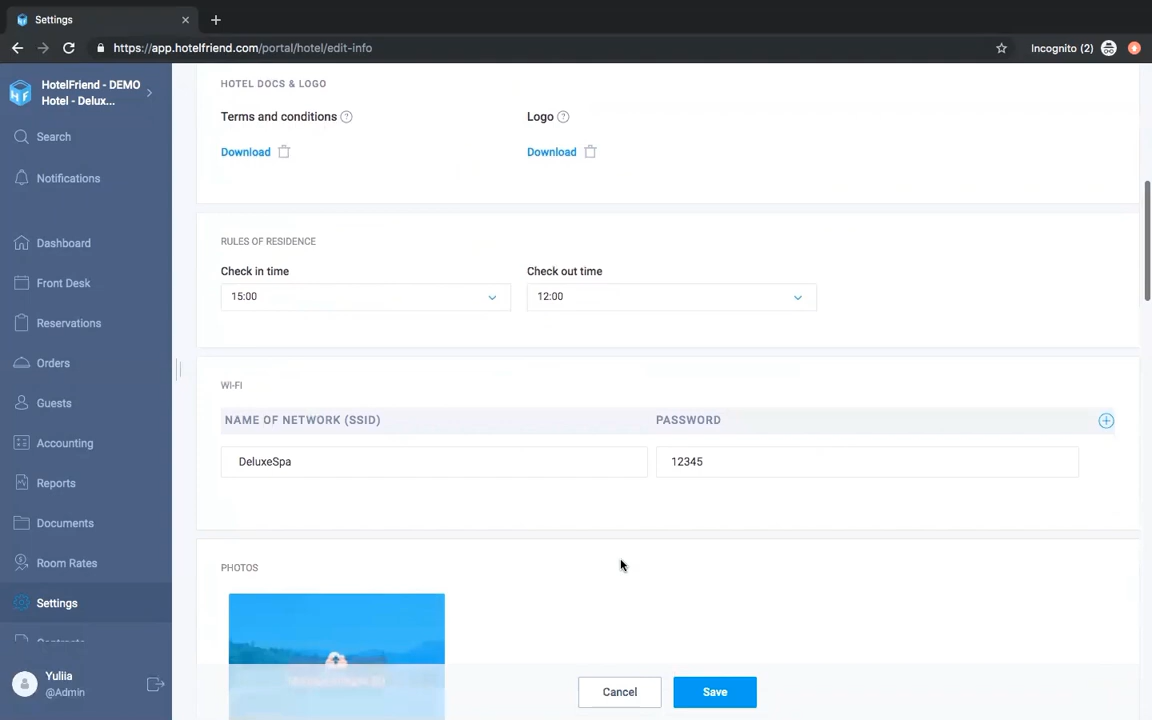 Settings
https://app.hotelfriend.com/portal/hotel/edit-info
Incognito (2)
HotelFriend - DEMO
Hotel - Delux...
Search
Notifications
Dashboard
Front Desk
Reservations
Orders
Guests
Accounting
Reports
Documents
Room Rates
Settings
Contracts
Yuliia
@Admin
HOTEL DOCS & LOGO
Terms and conditions ?
Logo ?
Download
Download
RULES OF RESIDENCE
Check in time
Check out time
15:00
12:00
WI-FI
NAME OF NETWORK (SSID)
PASSWORD
DeluxeSpa
12345
PHOTOS
Cancel
Save